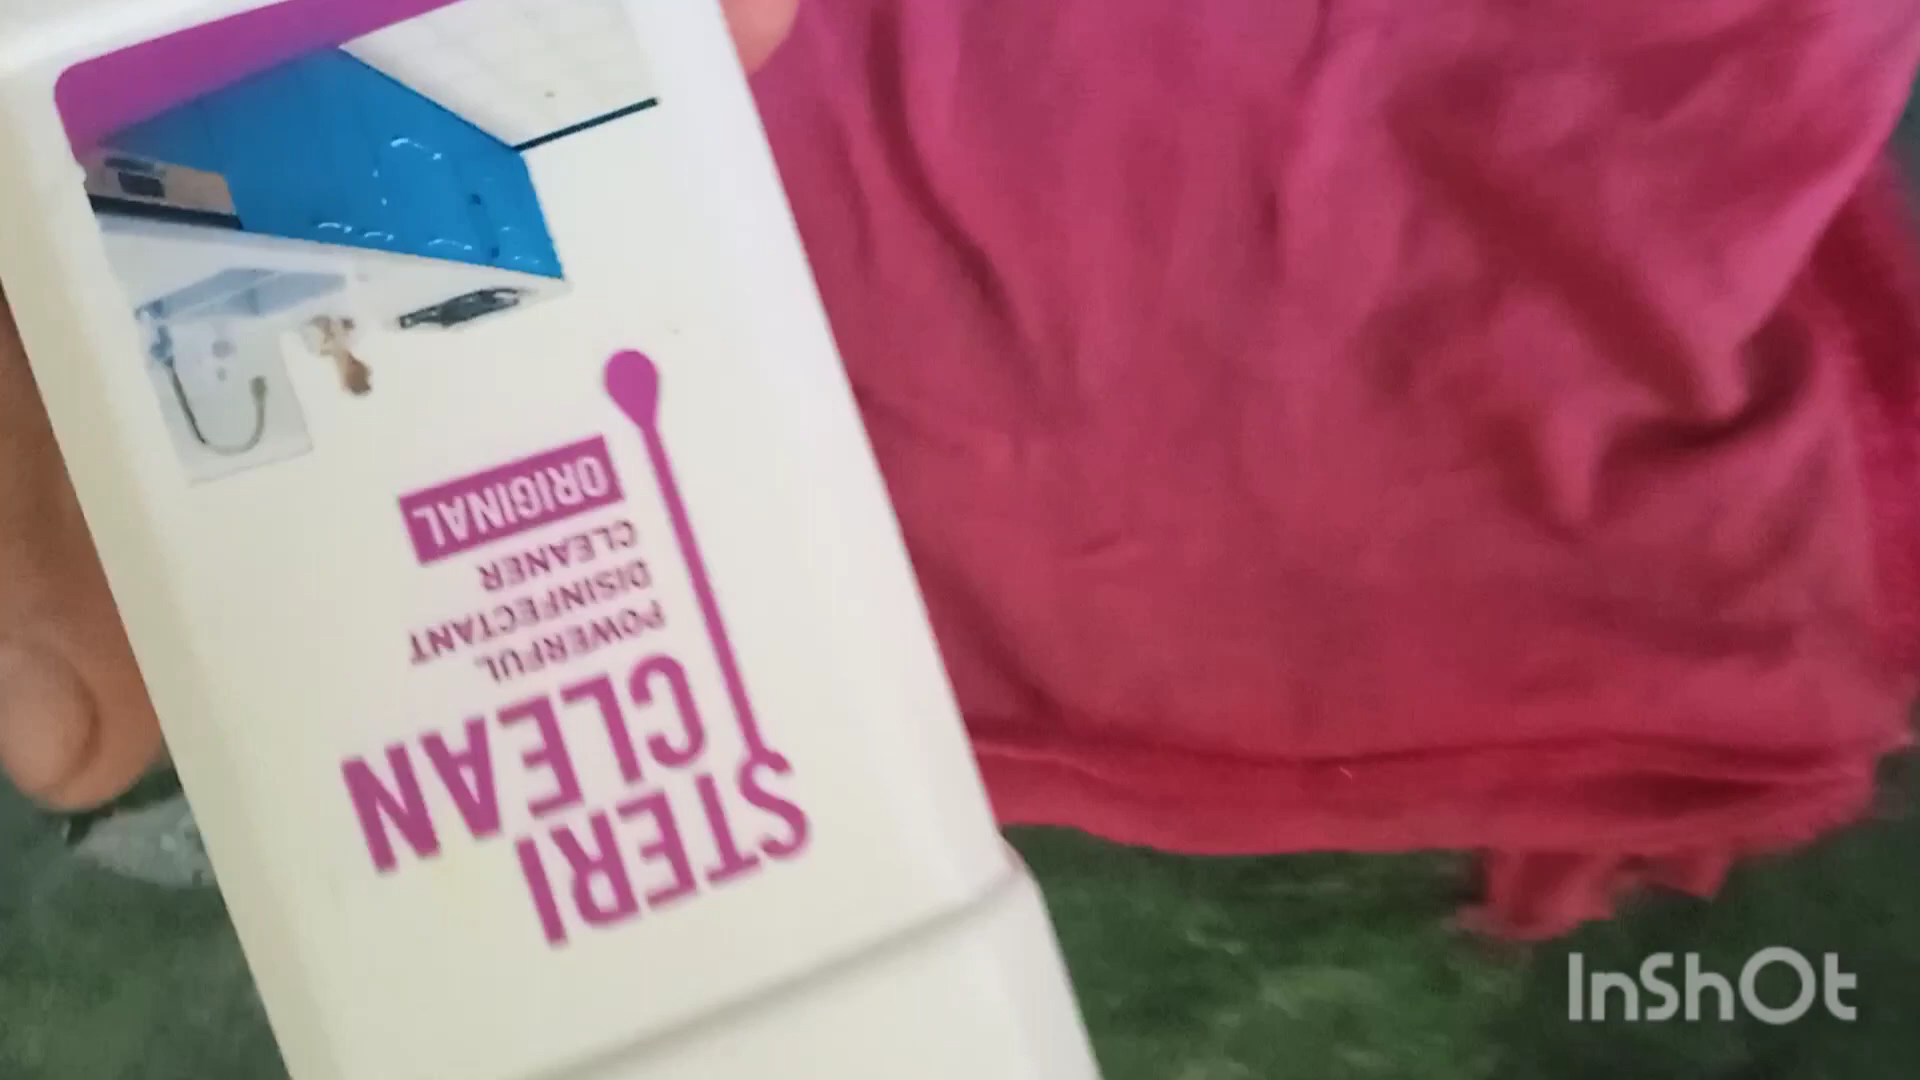 STERI
CLEAN
POWERFUL
DISINFECTANT
CLEANER
ORIGINAL
InShOt